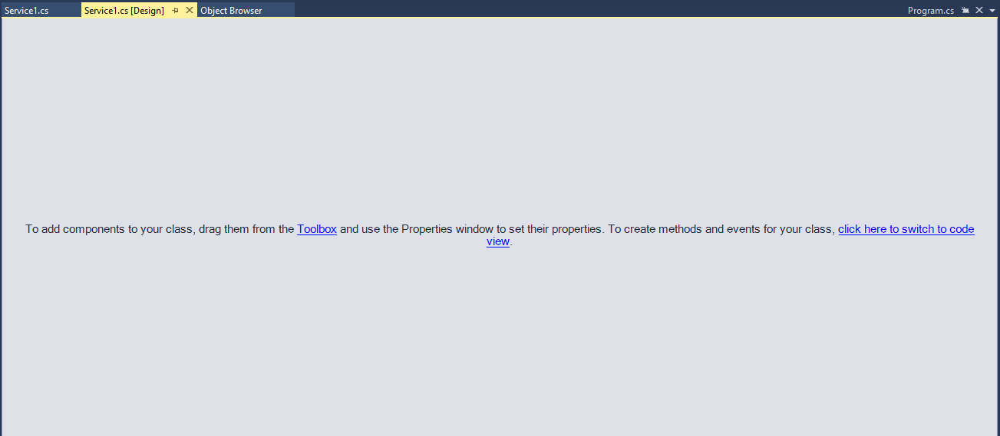 Service1.cs
Service1.cs [Design]
Object Browser
Program.cs
To add components to your class, drag them from the Toolbox and use the Properties window to set their properties. To create methods and events for your class, click here to switch to code
view.